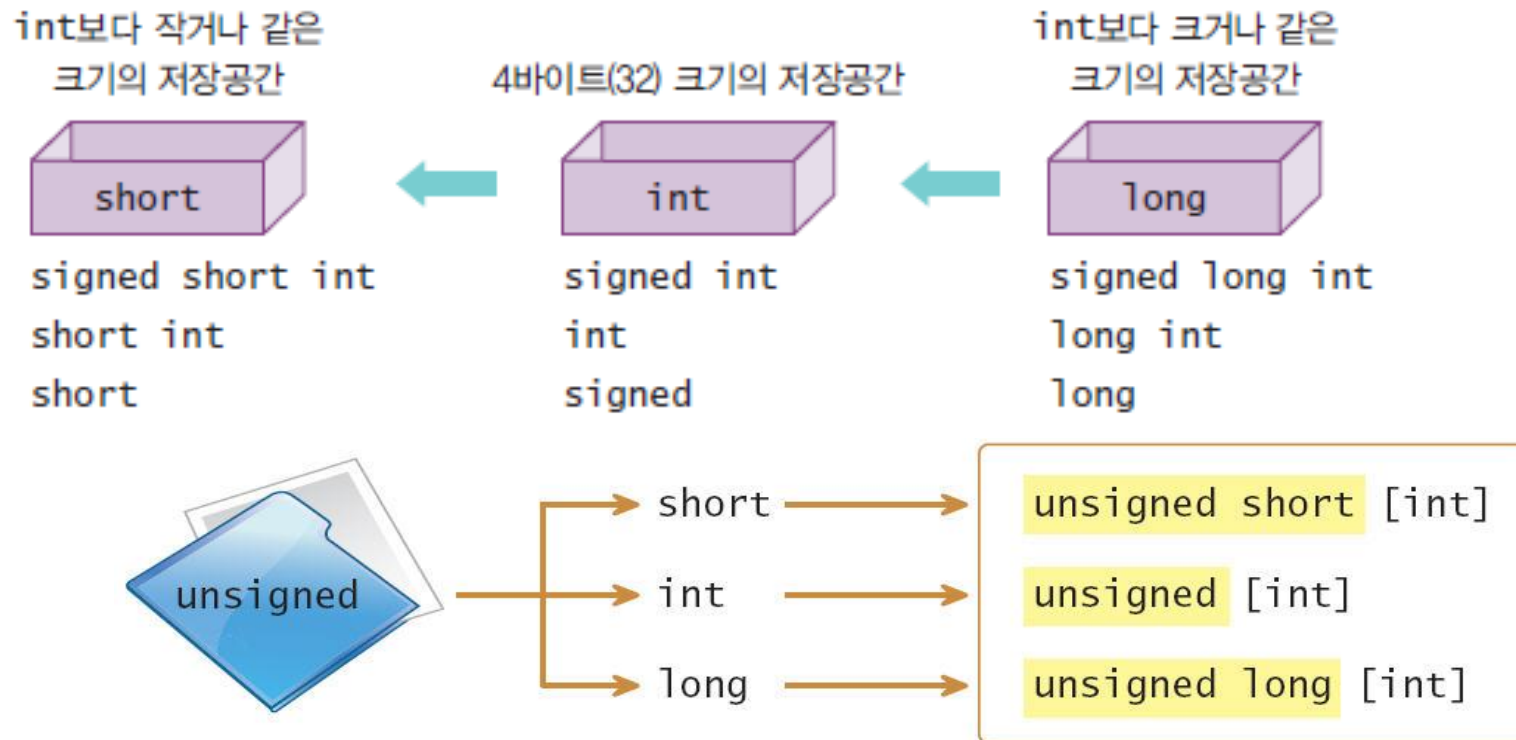 int보다 작거나 같은
크기의 저장공간
4바이트(32) 크기의 저장공간
int보다 크거나 같은
크기의 저장공간
short
int
long
signed short int
short int
short
signed int
int
signed
signed long int
long int
long
unsigned
short
int
long
unsigned short [int]
unsigned [int]
unsigned long [int]